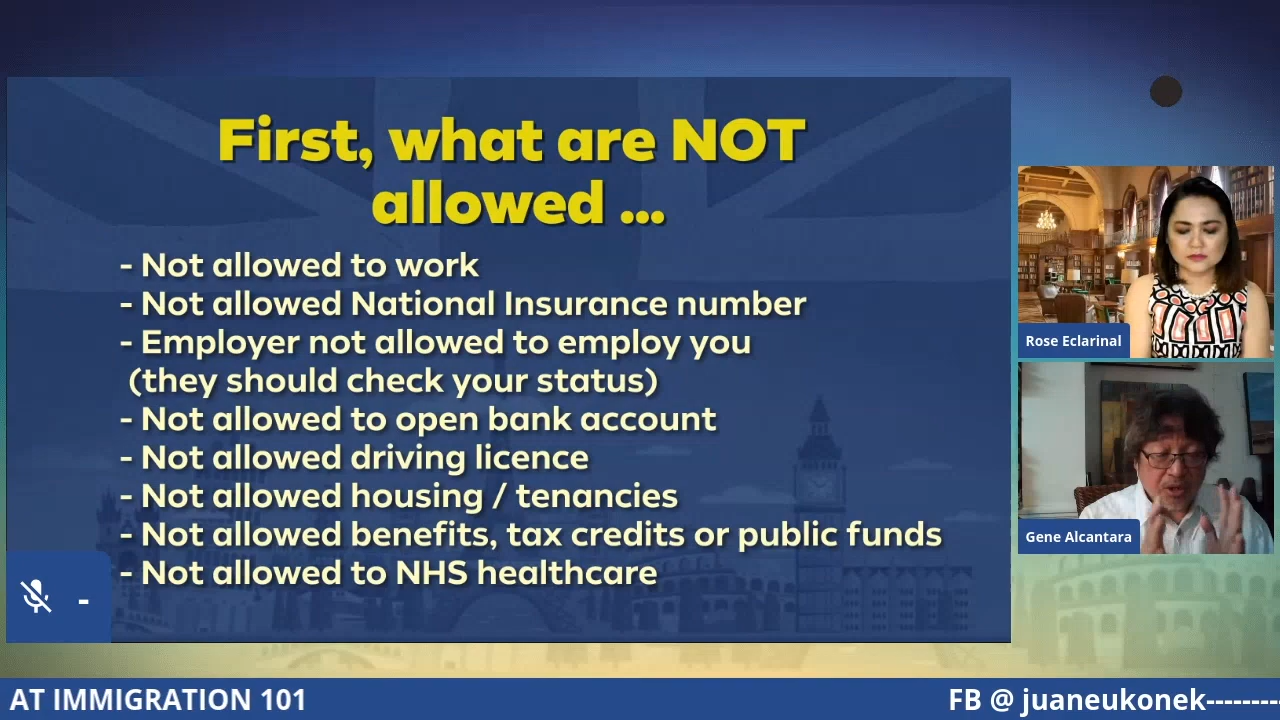 First, what are NOT
allowed ...
- Not allowed to work
- Not allowed National Insurance number
- Employer not allowed to employ you
(they should check your status)
- Not allowed to open bank account
- Not allowed driving licence
- Not allowed housing / tenancies
- Not allowed benefits, tax credits or public funds
- Not allowed to NHS healthcare
-
Rose Eclarinal
Gene Alcantara
AT IMMIGRATION 101
FB @ juaneukonek--------